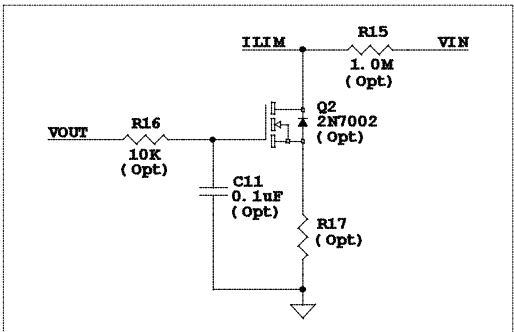 R15
ILIM
VIN
1.0M
(Opt)
Q2
2N7002
(Opt)
R16
VOUT
10K
(Opt)
C11
0.1uF
(Opt)
R17
(Opt)